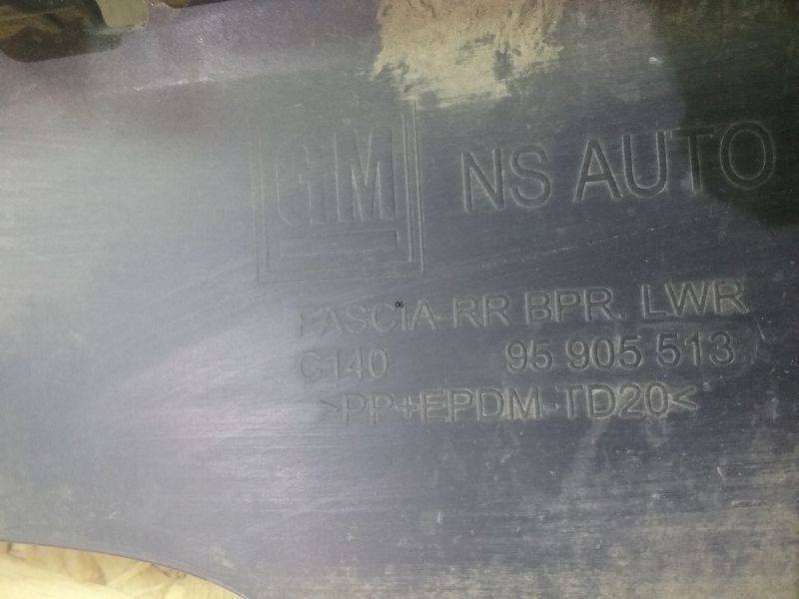 GM NS AUTO
FASCIA-RR BPR. LWR
C140 95 905 513
>PP+EPDM-TD20<